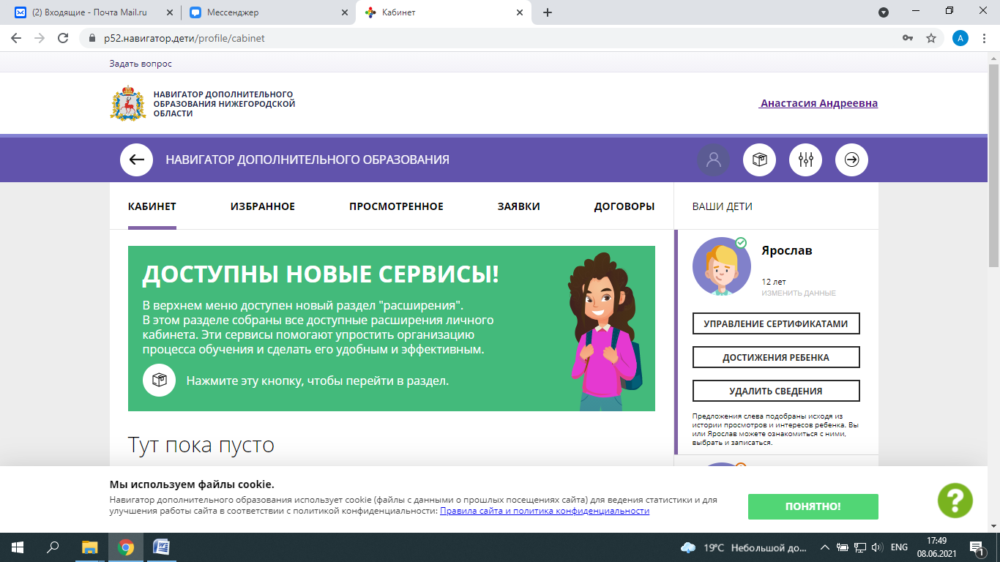 (2) Входящие - Почта Mail.ru
Мессенджер
Кабинет
p52.навигатор.дети/profile/cabinet
А
Задать вопрос
НАВИГАТОР ДОПОЛНИТЕЛЬНОГО
ОБРАЗОВАНИЯ НИЖЕГОРОДСКОЙ
ОБЛАСТИ
Анастасия Андреевна
НАВИГАТОР ДОПОЛНИТЕЛЬНОГО ОБРАЗОВАНИЯ
КАБИНЕТ ИЗБРАННОЕ ПРОСМОТРЕННОЕ ЗАЯВКИ ДОГОВОРЫ
ДОСТУПНЫ НОВЫЕ СЕРВИСЫ!
В верхнем меню доступен новый раздел "расширения".
В этом разделе собраны все доступные расширения личного
кабинета. Эти сервисы помогают упростить организацию
процесса обучения и сделать его удобным и эффективным.
Нажмите эту кнопку, чтобы перейти в раздел.
Тут пока пусто
ВАШИ ДЕТИ
Ярослав
12 лет
ИЗМЕНИТЬ ДАННЫЕ
УПРАВЛЕНИЕ СЕРТИФИКАТАМИ
ДОСТИЖЕНИЯ РЕБЕНКА
УДАЛИТЬ СВЕДЕНИЯ
Предложения слева подобраны исходя из
истории просмотров и интересов ребенка. Вы
или Ярослав можете ознакомиться с ними,
выбрать и записаться.
Мы используем файлы cookie.
Навигатор дополнительного образования использует cookie (файлы с данными о прошлых посещениях сайта) для ведения статистики и для
улучшения работы сайта в соответствии с политикой конфиденциальности: Правила сайта и политика конфиденциальности
ПОНЯТНО!
?
19°C Небольшой до...
ENG
17:49
08.06.2021
1